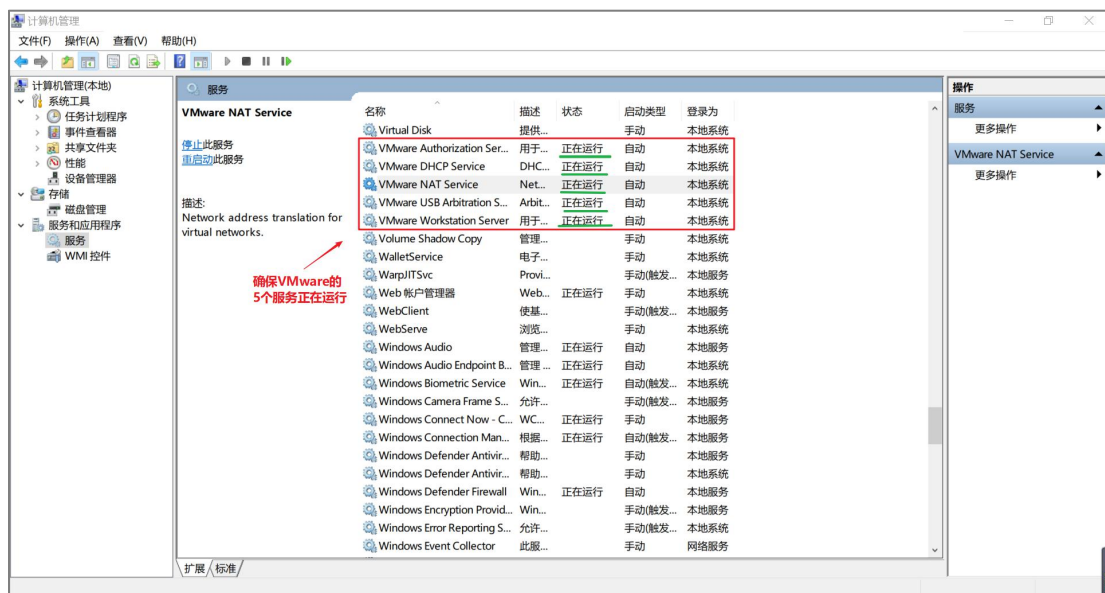 计算机管理
文件(F) 操作(A) 查看(V) 帮助(H)
计算机管理(本地)
系统工具
任务计划程序
事件查看器
共享文件夹
性能
设备管理器
存储
磁盘管理
服务和应用程序
服务
WMI 控件
服务
VMware NAT Service
停止此服务
重启动此服务
描述:
Network address translation for
virtual networks.
确保VMware的
5个服务正在运行
名称 描述 状态 启动类型 登录为
Virtual Disk 提供... 手动 本地系统
VMware Authorization Ser... 用于... 正在运行 自动 本地系统
VMware DHCP Service DHC... 正在运行 自动 本地系统
VMware NAT Service Net... 正在运行 自动 本地系统
VMware USB Arbitration S... Arbit... 正在运行 自动 本地系统
VMware Workstation Server 用于... 正在运行 自动 本地系统
Volume Shadow Copy 管理... 手动 本地系统
WalletService 电子... 手动 本地系统
WarpJITSvc Provi... 手动(触发... 本地服务
Web 帐户管理器 Web... 正在运行 手动 本地系统
WebClient 使基... 手动(触发... 本地服务
WebServe 浏览... 手动 本地系统
Windows Audio 管理... 正在运行 自动 本地服务
Windows Audio Endpoint B... 管理 ... 正在运行 自动 本地系统
Windows Biometric Service Win... 正在运行 自动(触发... 本地系统
Windows Camera Frame S... 允许... 手动(触发... 本地服务
Windows Connect Now - C... WC... 正在运行 手动 本地服务
Windows Connection Man... 根据... 正在运行 自动(触发... 本地服务
Windows Defender Antivir... 帮助... 手动 本地服务
Windows Defender Antivir... 帮助... 手动 本地系统
Windows Defender Firewall Win... 正在运行 自动 本地服务
Windows Encryption Provid... Win... 手动(触发... 本地服务
Windows Error Reporting S... 允许... 手动(触发... 本地系统
Windows Event Collector 此服... 手动 网络服务
扩展 标准
操作
服务
更多操作
VMware NAT Service
更多操作